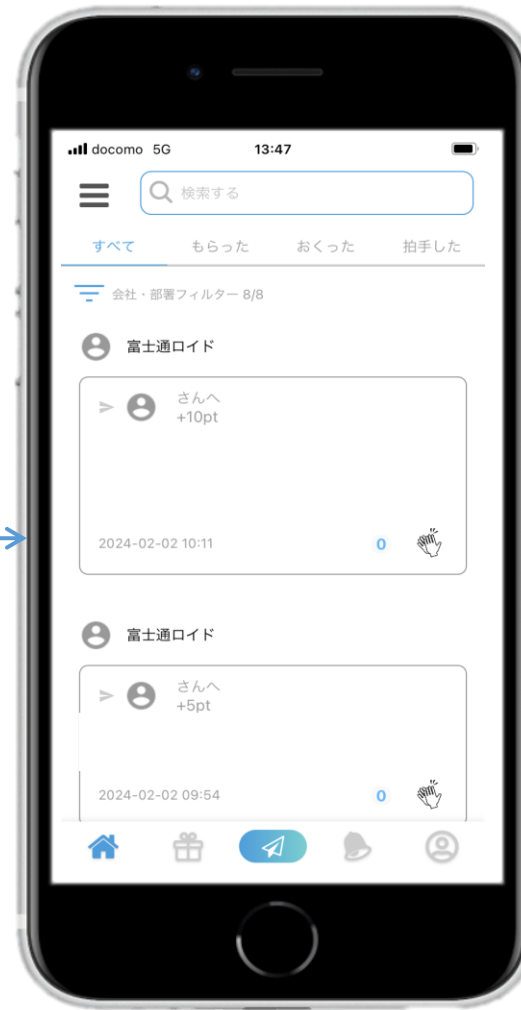 docomo 5G 13:47
検索する
すべて もらった おくった 拍手した
会社・部署フィルター 8/8
富士通ロイド
さんへ
+10pt
2024-02-02 10:11 0
富士通ロイド
さんへ
+5pt
2024-02-02 09:54 0